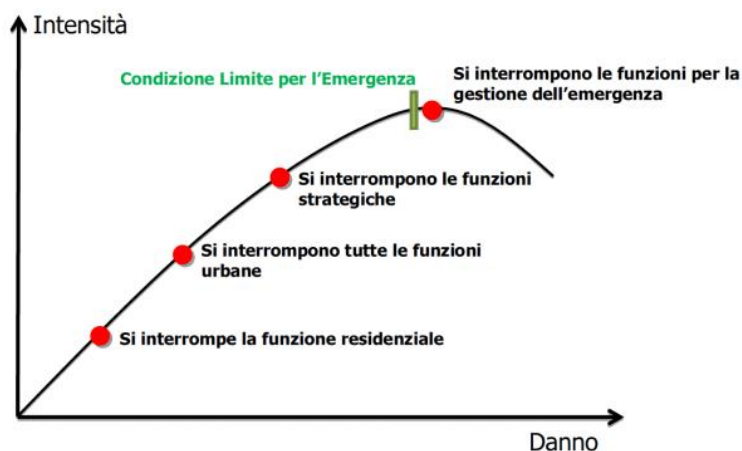 Intensità
Condizione Limite per l'Emergenza
Si interrompono le funzioni per la
gestione dell'emergenza
Si interrompono le funzioni
strategiche
Si interrompono tutte le funzioni
urbane
Si interrompe la funzione residenziale
Danno